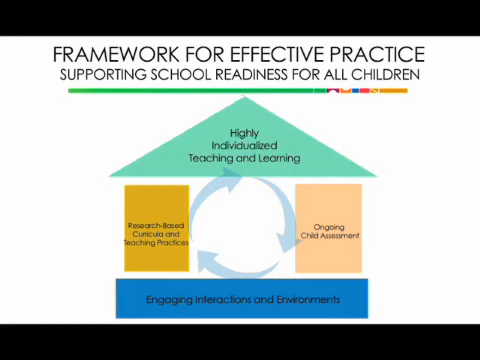 FRAMEWORK FOR EFFECTIVE PRACTICE
SUPPORTING SCHOOL READINESS FOR ALL CHILDREN
Highly
Individualized
Teaching and Learning
Research-Based
Curricula and
Teaching Practices
Ongoing
Child Assessment
Engaging Interactions and Environments